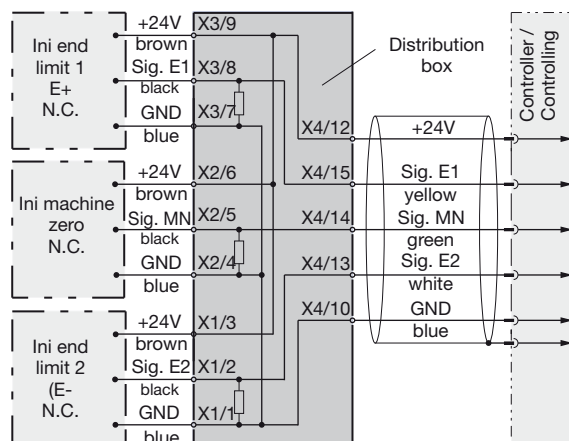 Ini end
limit 1
E+
N.C.
+24V
brown
Sig. E1
black
GND
blue
X3/9
X3/8
X3/7
Ini machine
zero
N.C.
+24V
brown
Sig. MN
black
GND
blue
X2/6
X2/5
X2/4
Ini end
limit 2
(E-
N.C.
+24V
brown
Sig. E2
black
GND
blue
X1/3
X1/2
X1/1
Distribution
box
X4/12
X4/15
X4/14
X4/13
X4/10
+24V
Sig. E1
yellow
Sig. MN
green
Sig. E2
white
GND
blue
Controller /
Controlling